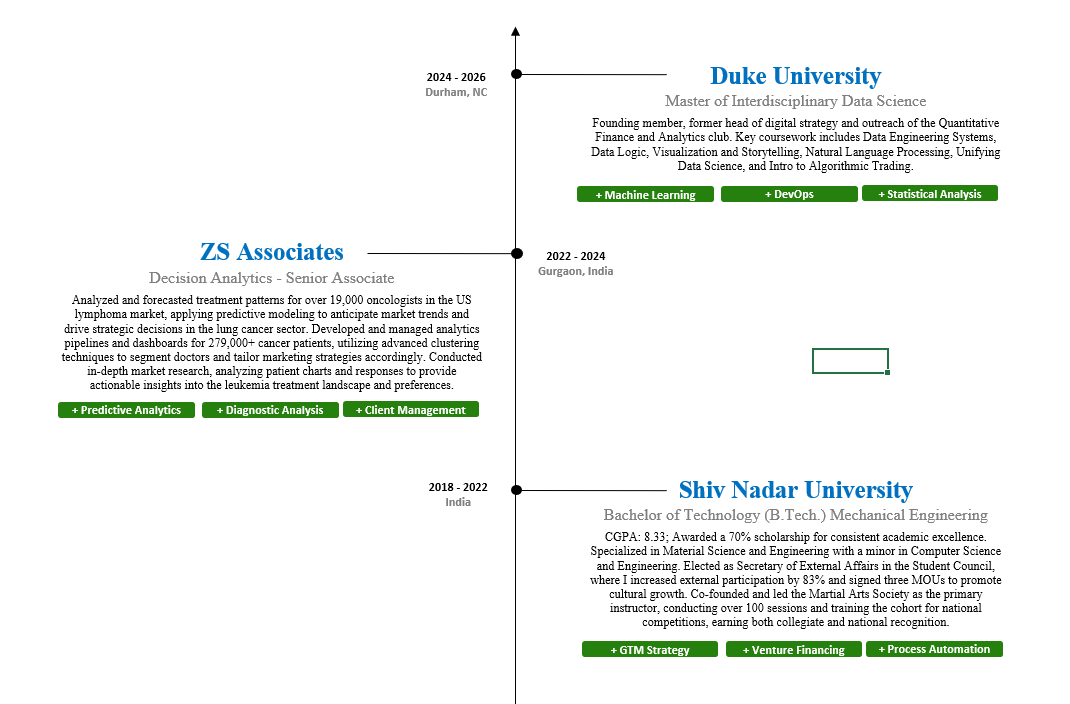 2024 - 2026
Durham, NC
Duke University
Master of Interdisciplinary Data Science
Founding member, former head of digital strategy and outreach of the Quantitative
Finance and Analytics club. Key coursework includes Data Engineering Systems,
Data Logic, Visualization and Storytelling, Natural Language Processing, Unifying
Data Science, and Intro to Algorithmic Trading.
+ Machine Learning
+ DevOps
+ Statistical Analysis
ZS Associates
Decision Analytics - Senior Associate
Analyzed and forecasted treatment patterns for over 19,000 oncologists in the US
lymphoma market, applying predictive modeling to anticipate market trends and
drive strategic decisions in the lung cancer sector. Developed and managed analytics
pipelines and dashboards for 279,000+ cancer patients, utilizing advanced clustering
techniques to segment doctors and tailor marketing strategies accordingly. Conducted
in-depth market research, analyzing patient charts and responses to provide
actionable insights into the leukemia treatment landscape and preferences.
+ Predictive Analytics
+ Diagnostic Analysis
+ Client Management
2022 - 2024
Gurgaon, India
2018 - 2022
India
Shiv Nadar University
Bachelor of Technology (B.Tech.) Mechanical Engineering
CGPA: 8.33; Awarded a 70% scholarship for consistent academic excellence.
Specialized in Material Science and Engineering with a minor in Computer Science
and Engineering. Elected as Secretary of External Affairs in the Student Council,
where I increased external participation by 83% and signed three MOUs to promote
cultural growth. Co-founded and led the Martial Arts Society as the primary
instructor, conducting over 100 sessions and training the cohort for national
competitions, earning both collegiate and national recognition.
+ GTM Strategy
+ Venture Financing
+ Process Automation